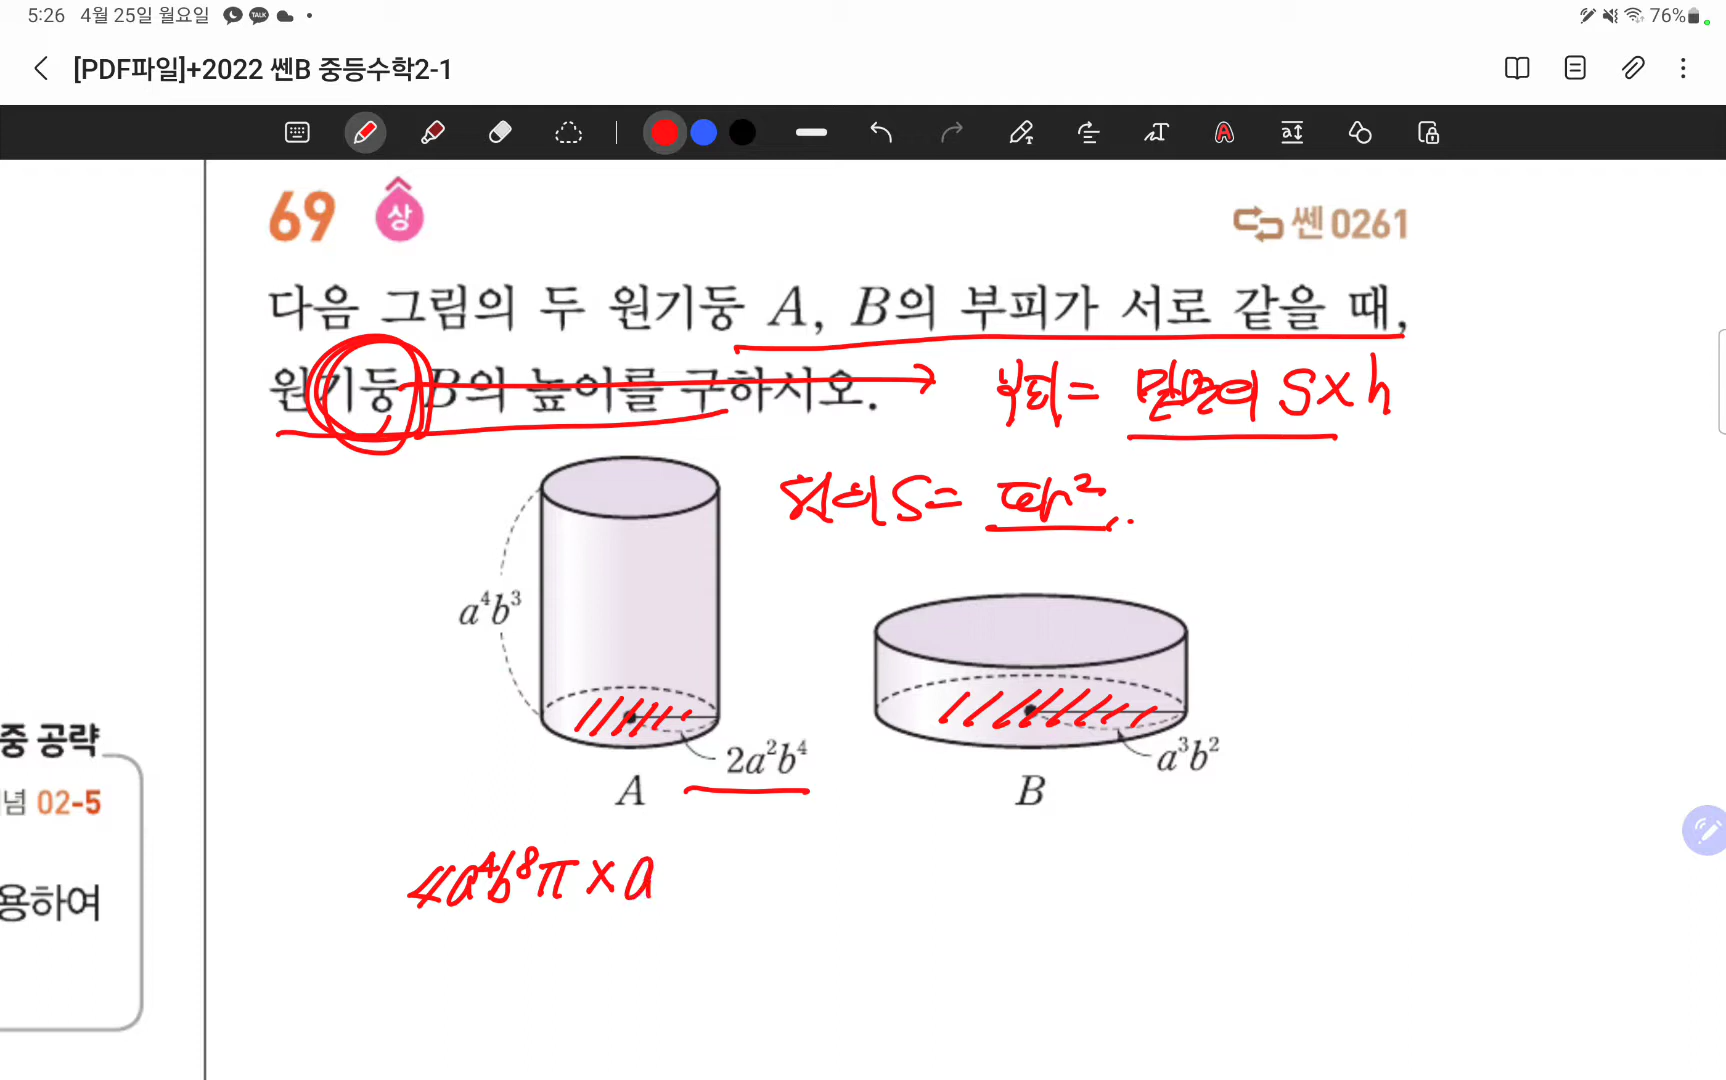 5:26 4월 25일 월요일 TALK 76%
[PDF파일]+2022 쎈B 중등수학2-1
69 상 쎈 0261
다음 그림의 두 원기둥 A, B의 부피가 서로 같을 때,
원기둥 B의 높이를 구하시오. → 부피 = 밑면의 S × h
원의 S = πr².
a⁴b³
2a²b⁴
a³b²
A
B
중 공략
념 02-5
4a⁴b⁸π × a
용하여